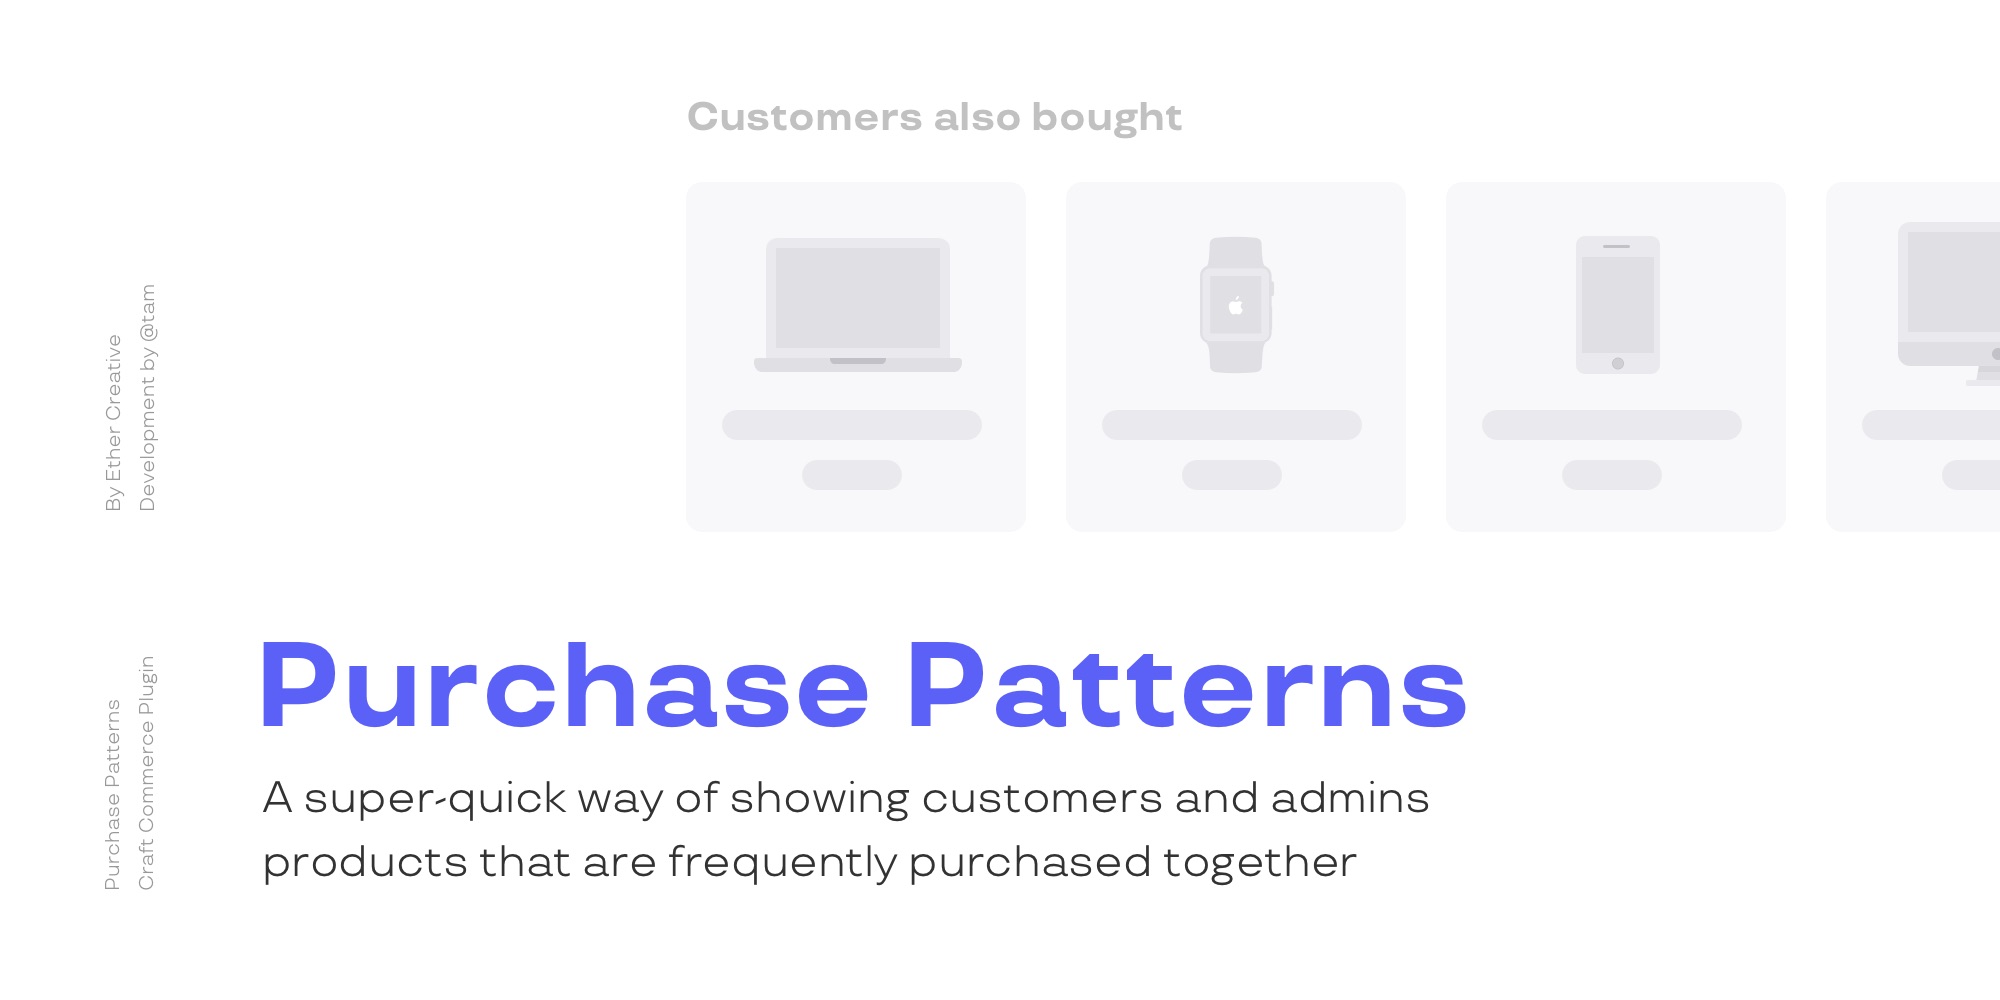 Customers also bought
By Ether Creative
Development by @tam
Purchase Patterns
A super-quick way of showing customers and admins
products that are frequently purchased together
Purchase Patterns
Craft Commerce Plugin